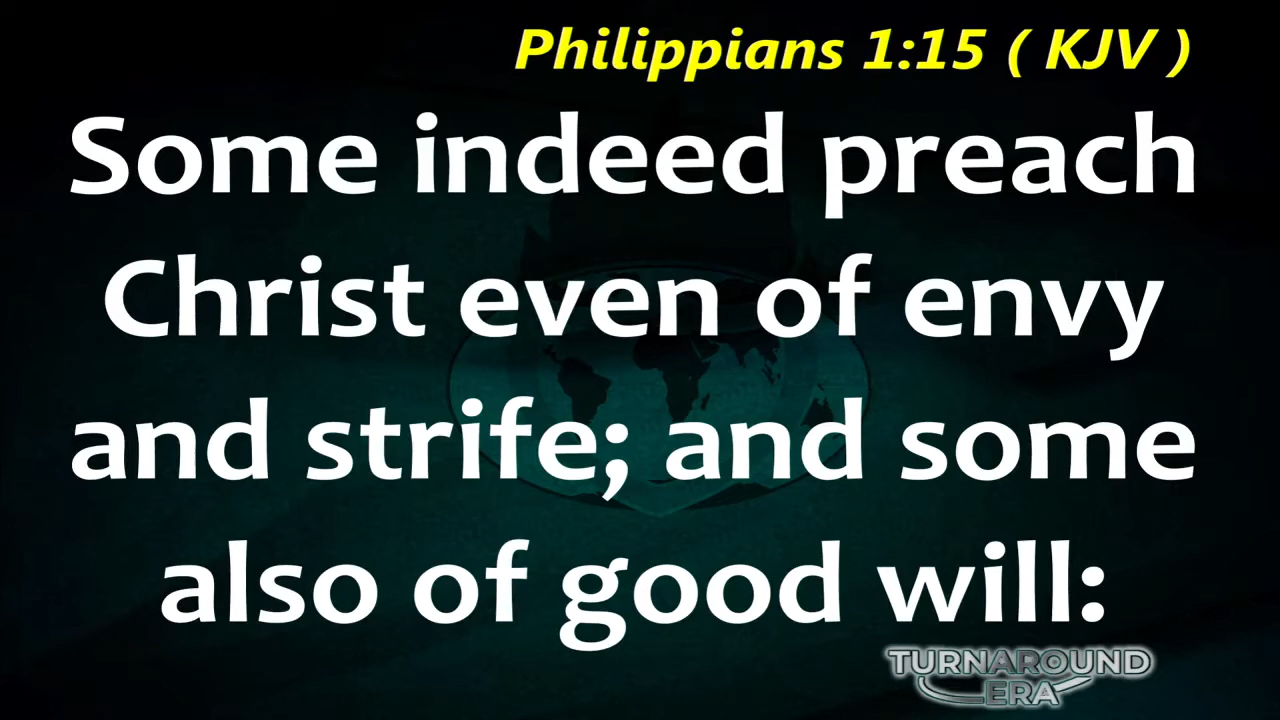 Philippians 1:15 ( KJV )
Some indeed preach
Christ even of envy
and strife; and some
also of good will:
TURNAROUND
ERA